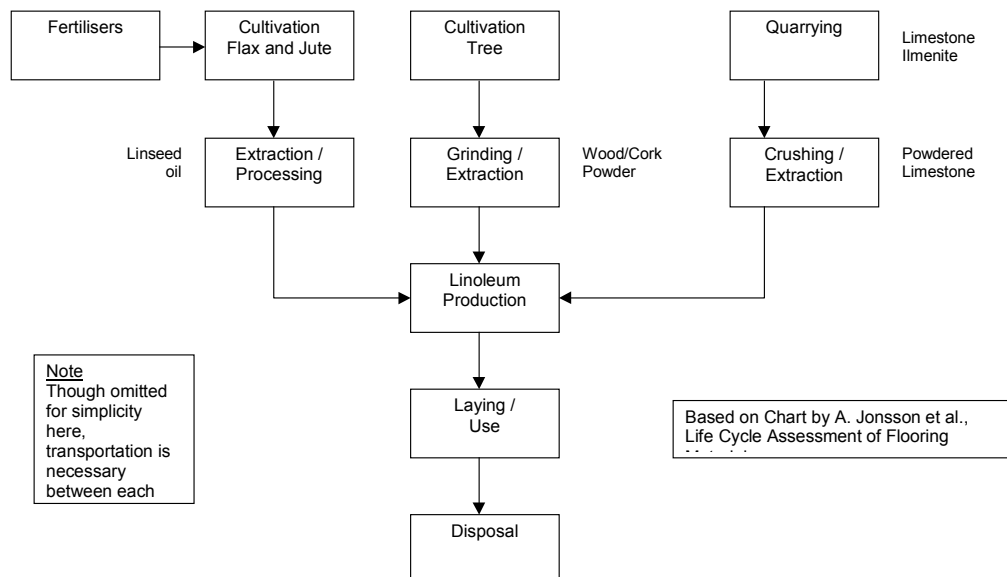 Fertilisers
Cultivation
Flax and Jute
Cultivation
Tree
Quarrying
Limestone
Ilmenite
Linseed
oil
Extraction /
Processing
Grinding /
Extraction
Wood/Cork
Powder
Crushing /
Extraction
Powdered
Limestone
Linoleum
Production
Note
Though omitted
for simplicity
here,
transportation is
necessary
between each
Laying /
Use
Based on Chart by A. Jonsson et al.,
Life Cycle Assessment of Flooring
Disposal